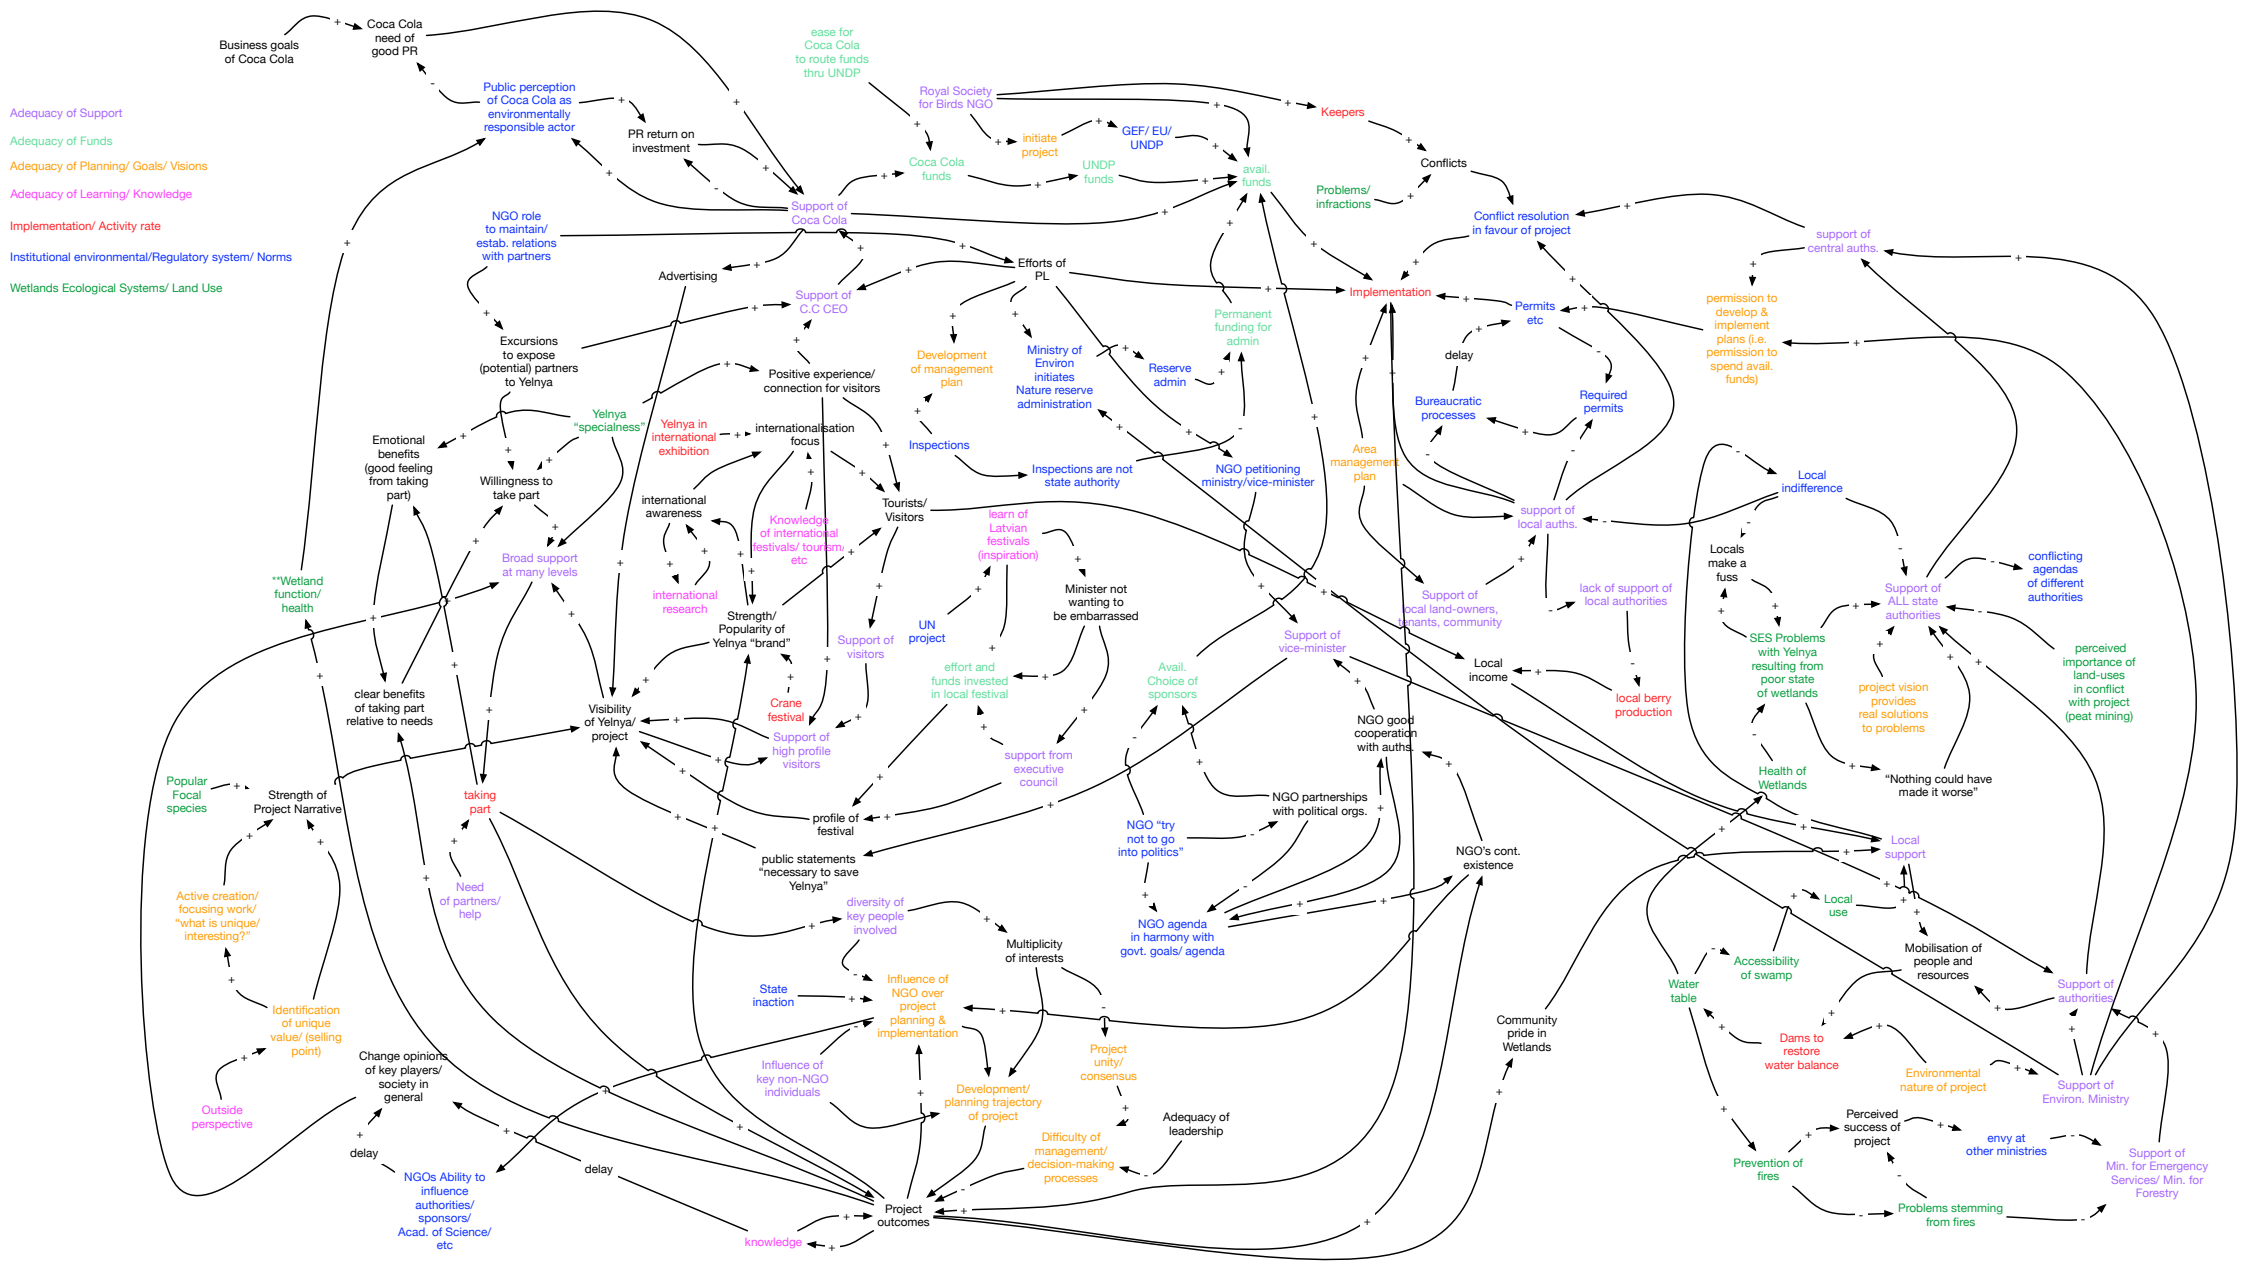 Business goals
of Coca Cola
Coca Cola
need of
good PR
ease for
Coca Cola
to route funds
thru UNDP
Public perception
of Coca Cola as
environmentally
responsible actor
PR return on
investment
Royal Society
for Birds NGO
initiate
project
GEF/ EU/
UNDP
Coca Cola
funds
UNDP
funds
avail.
funds
Keepers
Conflicts
Problems/
infractions
Conflict resolution
in favour of project
support of
central auths.
Adequacy of Support
Adequacy of Funds
Adequacy of Planning/ Goals/ Visions
Adequacy of Learning/ Knowledge
Implementation/ Activity rate
Institutional environmental/Regulatory system/ Norms
Wetlands Ecological Systems/ Land Use
NGO role
to maintain/
estab. relations
with partners
Support of
Coca Cola
Advertising
Support of
C.C CEO
Efforts of
PL
Implementation
Permits
etc
permission to
develop &
implement
plans (i.e.
permission to
spend avail.
funds)
Excursions
to expose
(potential) partners
to Yelnya
Positive experience/
connection for visitors
Development
of management
plan
Ministry of
Environ
initiates
Nature reserve
administration
Reserve
admin
Permanent
funding for
admin
delay
Bureaucratic
processes
Required
permits
Yelnya
“specialness”
Emotional
benefits
(good feeling
from taking
part)
Willingness to
take part
Yelnya in
international
exhibition
internationalisation
focus
Inspections
Inspections are not
state authority
NGO petitioning
ministry/vice-minister
Area
management
plan
Local
indifference
international
awareness
Knowledge
of international
festivals/ tourism/
etc
Tourists/
Visitors
learn of
Latvian
festivals
(inspiration)
support of
local auths.
Broad support
at many levels
**Wetland
function/
health
international
research
Strength/
Popularity of
Yelnya “brand”
Support of
visitors
UN
project
Minister not
wanting to
be embarrassed
Support of
local land-owners,
tenants, community
lack of support of
local authorities
Locals
make a
fuss
Support of
ALL state
authorities
conflicting
agendas
of different
authorities
Support of
vice-minister
SES Problems
with Yelnya
resulting from
poor state
of wetlands
perceived
importance of
land-uses
in conflict
with project
(peat mining)
clear benefits
of taking part
relative to needs
Visibility
of Yelnya/
project
Crane
festival
Support of
high profile
visitors
effort and
funds invested
in local festival
Avail.
Choice of
sponsors
NGO good
cooperation
with auths.
Local
income
local berry
production
project vision
provides
real solutions
to problems
support from
executive
council
Health of
Wetlands
“Nothing could have
made it worse”
Popular
Focal
species
Strength of
Project Narrative
taking
part
profile of
festival
public statements
“necessary to save
Yelnya”
NGO “try
not to go
into politics”
NGO partnerships
with political orgs.
NGO’s cont.
existence
Local
support
Active creation/
focusing work/
“what is unique/
interesting?”
Need
of partners/
help
diversity of
key people
involved
Multiplicity
of interests
NGO agenda
in harmony with
govt. goals/ agenda
Local
use
Accessibility
of swamp
Mobilisation of
people and
resources
Water
table
Support of
authorities
State
inaction
Influence of
NGO over
project
planning &
implementation
Identification
of unique
value/ (selling
point)
Change opinions
of key players/
society in
general
Influence of
key non-NGO
individuals
Development/
planning trajectory
of project
Project
unity/
consensus
Community
pride in
Wetlands
Dams to
restore
water balance
Environmental
nature of project
Support of
Environ. Ministry
Outside
perspective
Adequacy of
leadership
Difficulty of
management/
decision-making
processes
Perceived
success of
project
envy at
other ministries
Prevention of
fires
Support of
Min. for Emergency
Services/ Min. for
Forestry
delay
delay
NGOs Ability to
influence
authorities/
sponsors/
Acad. of Science/
etc
Project
outcomes
knowledge
Problems stemming
from fires